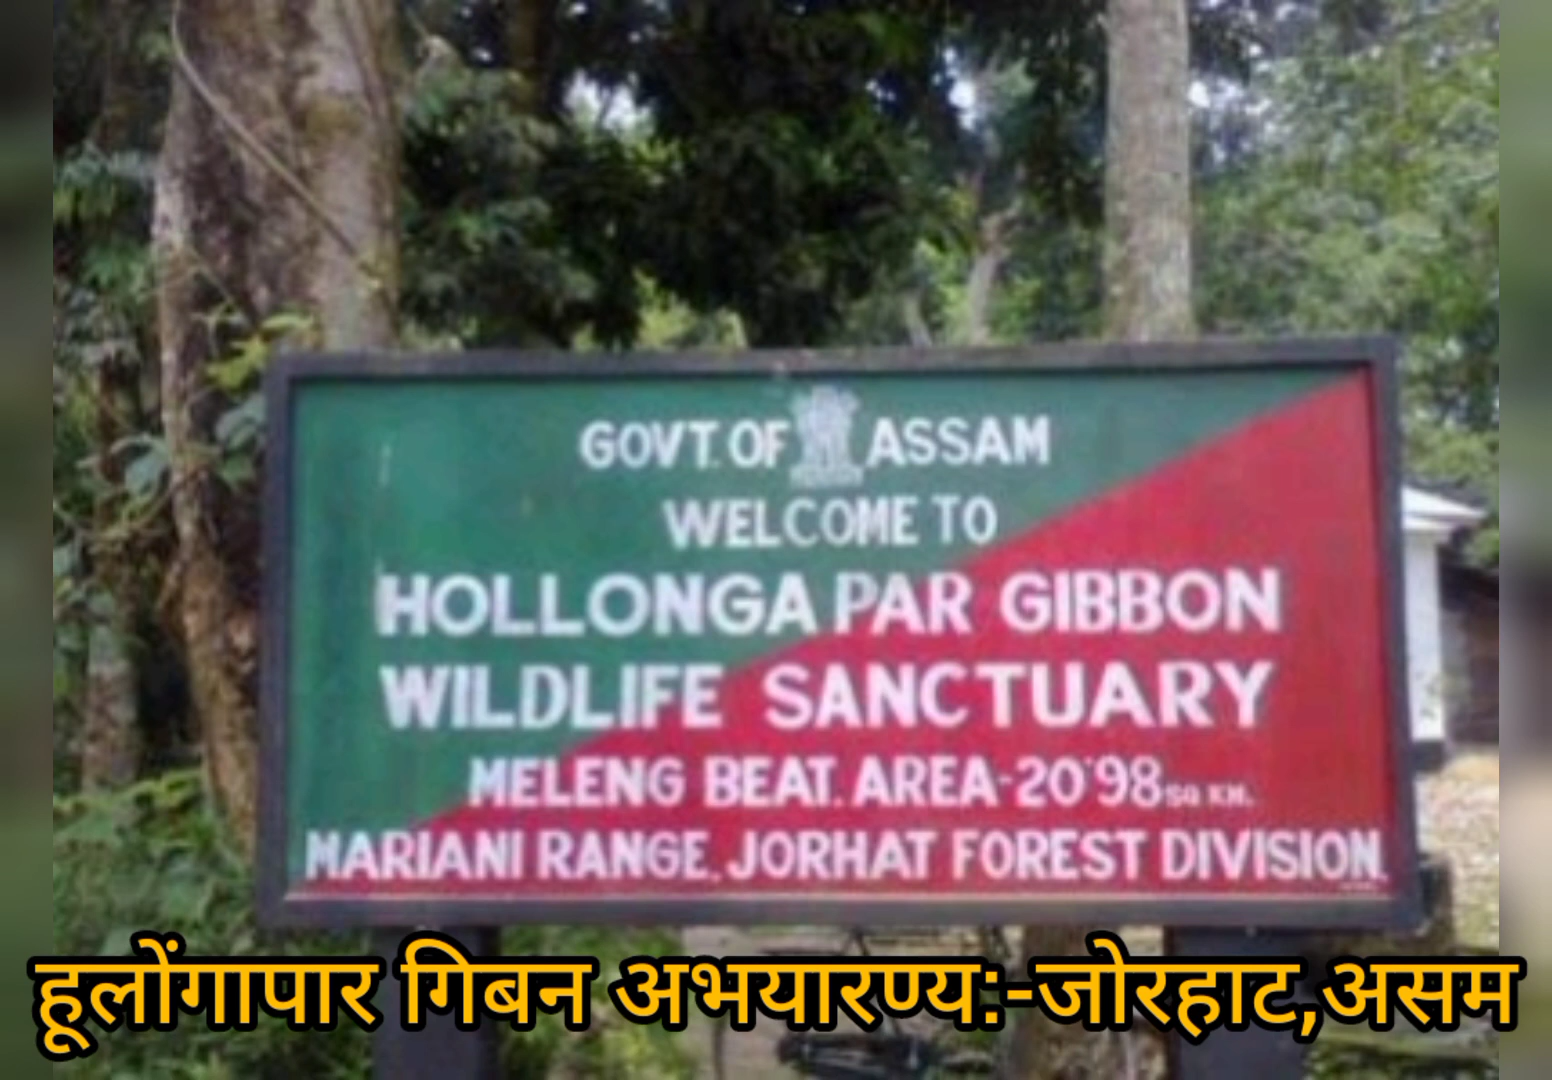 GOVT. OF ASSAM
WELCOME TO
HOLLONGA PAR GIBBON
WILDLIFE SANCTUARY
MELENG BEAT. AREA-20·98 SQ KM.
MARIANI RANGE. JORHAT FOREST DIVISION.
हूलोंगापार गिबन अभयारण्य:-जोरहाट,असम